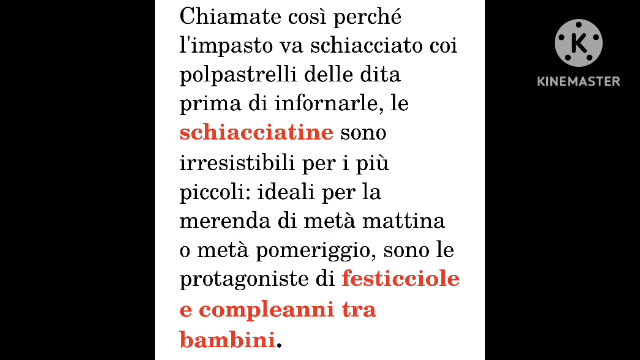 Chiamate così perché
l'impasto va schiacciato coi
polpastrelli delle dita
prima di infornarle, le
schiacciatine sono
irresistibili per i più
piccoli: ideali per la
merenda di metà mattina
o metà pomeriggio, sono le
protagoniste di festicciole
e compleanni tra
bambini.
K
KINEMASTER